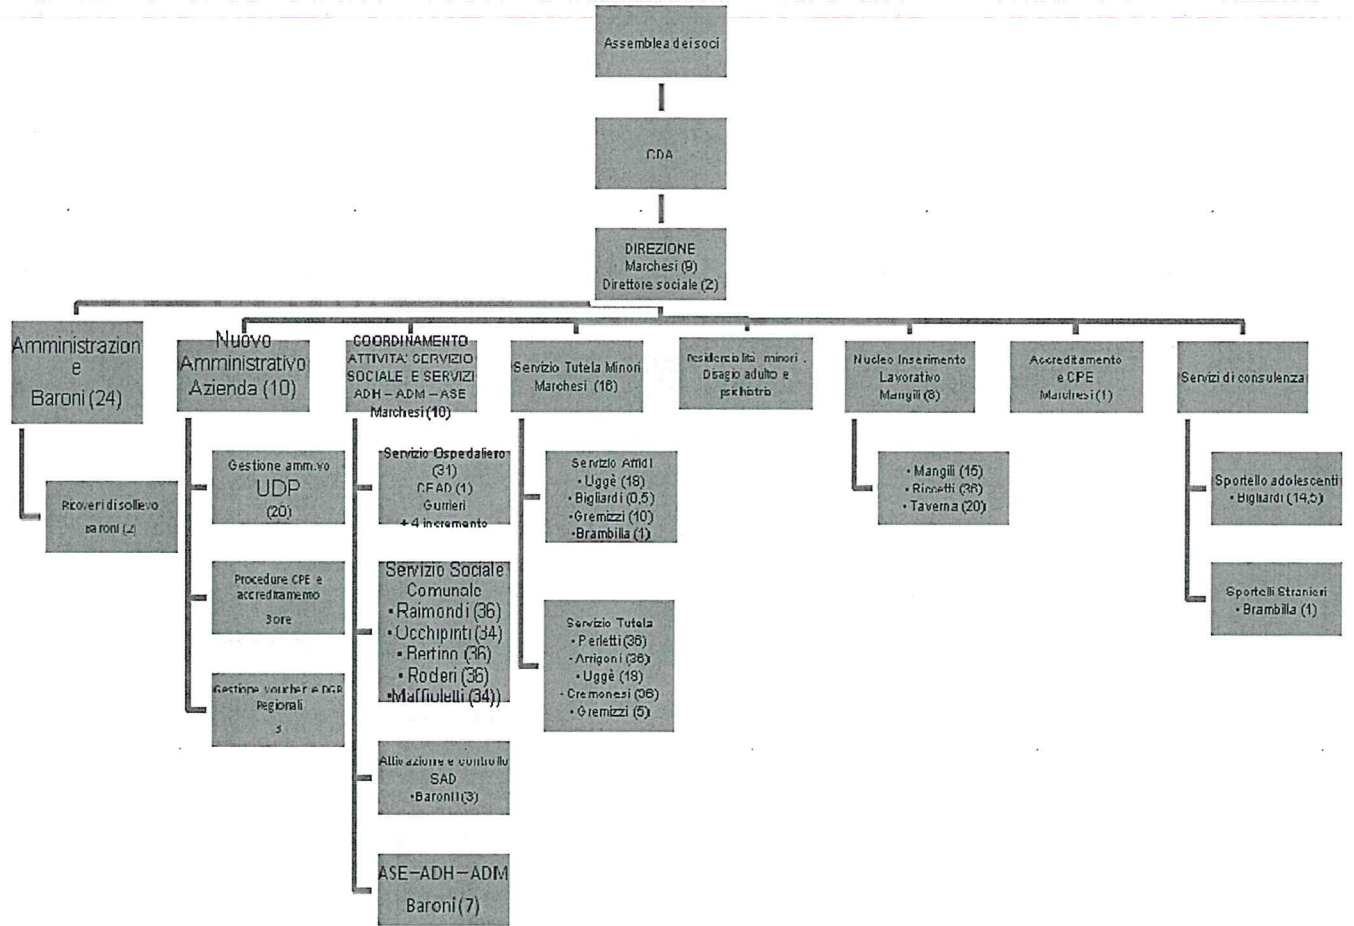 Assemblea dei soci
CDA
DIREZIONE
Marchesi (9)
Direttore sociale (2)
Amministrazion
e
Baroni (24)
Ricoveri di sollievo
Baroni (2)
Nuovo
Amministrativo
Azienda (10)
Gestione amm.vo
UDP
(20)
Procedure CPE e
accreditamento
3 ore
Gestione voucher e DGR
Regionali
COORDINAMENTO
ATTIVITA' SERVIZIO
SOCIALE E SERVIZI
ADH – ADM – ASE
Marchesi (10)
Servizio Ospedaliero
(31)
CEAD (1)
Gurrieri
+ 4 incremento
Servizio Sociale
Comunale
• Raimondi (36)
• Occhipinti (34)
• Bertino (36)
• Roderi (36)
• Maffioletti (34))
Attivazione e controllo
SAD
• Baroni (3)
ASE–ADH–ADM
Baroni (7)
Servizio Tutela Minori
Marchesi (16)
Servizio Affidi
• Uggè (18)
• Bigliardi (0,5)
• Gremizzi (10)
• Brambilla (1)
Servizio Tutela
• Perletti (36)
• Arrigoni (36)
• Uggè (18)
• Cremonesi (36)
• Gremizzi (5)
Residenzialità minori,
Disagio adulto e
psichiatria
Nucleo Inserimento
Lavorativo
Mangili (8)
• Mangili (15)
• Riccetti (36)
• Taverna (20)
Accreditamento
e CPE
Marchesi (1)
Servizi di consulenza
Sportello adolescenti
• Bigliardi (14,5)
Sportelli Stranieri
• Brambilla (1)